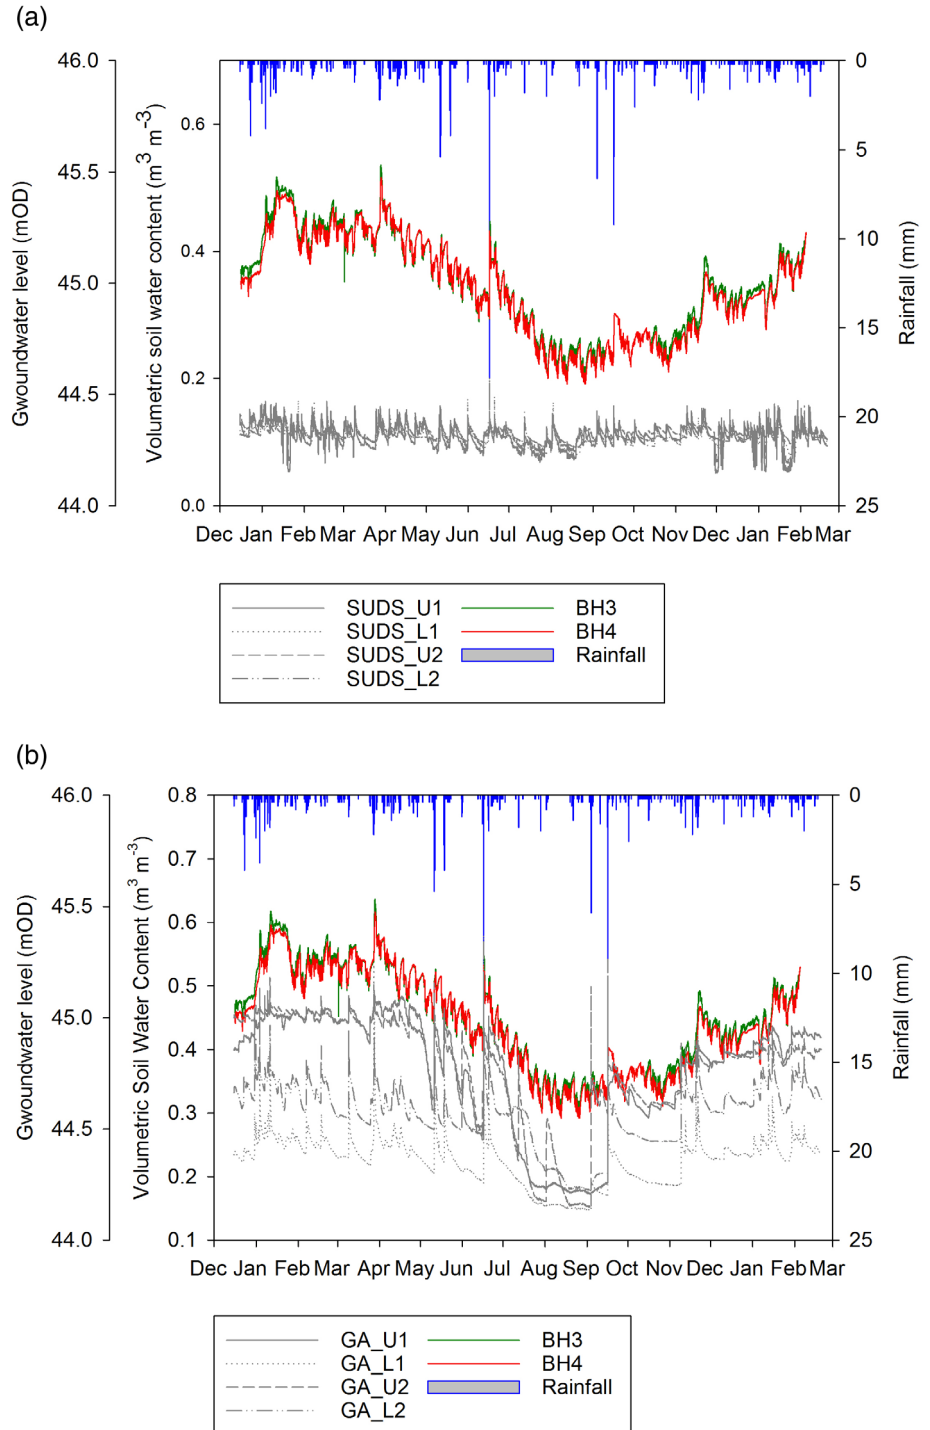 (a)
46.0
45.5
45.0
44.5
44.0
Gwoundwater level (mOD)
0.6
0.4
0.2
0.0
Volumetric soil water content (m3 m-3)
0
5
10
15
20
25
Rainfall (mm)
Dec Jan Feb Mar Apr May Jun Jul Aug Sep Oct Nov Dec Jan Feb Mar
SUDS_U1 BH3
SUDS_L1 BH4
SUDS_U2 Rainfall
SUDS_L2
(b)
46.0
45.5
45.0
44.5
44.0
Gwoundwater level (mOD)
0.8
0.7
0.6
0.5
0.4
0.3
0.2
0.1
Volumetric Soil Water Content (m3 m-3)
0
5
10
15
20
25
Rainfall (mm)
Dec Jan Feb Mar Apr May Jun Jul Aug Sep Oct Nov Dec Jan Feb Mar
GA_U1 BH3
GA_L1 BH4
GA_U2 Rainfall
GA_L2